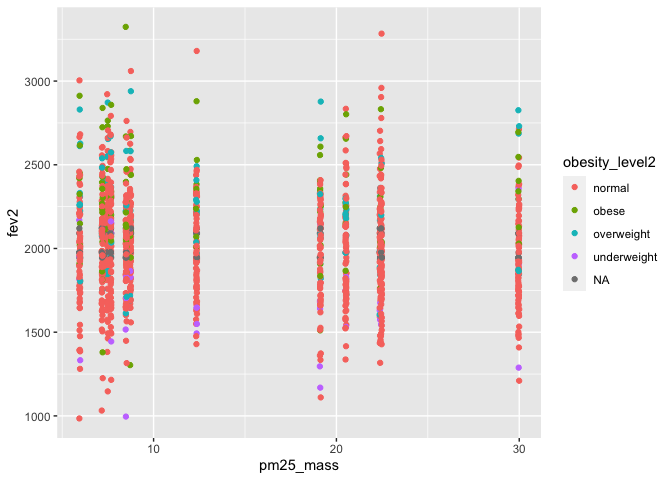 3000
2500
2000
1500
1000
fev2
10
20
30
pm25_mass
obesity_level2
normal
obese
overweight
underweight
NA